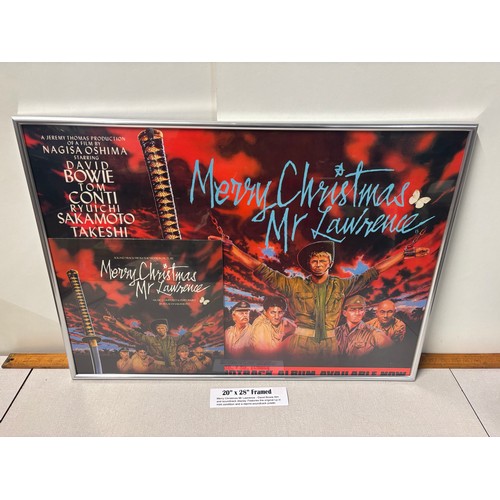 A JEREMY THOMAS PRODUCTION
OF A FILM BY
NAGISA OSHIMA
STARRING
DAVID
BOWIE
TOM
CONTI
RYUICHI
SAKAMOTO
TAKESHI
Merry Christmas
Mr Lawrence
Merry Christmas
Mr Lawrence
ALBUM AVAILABLE NOW
20" x 28" Framed